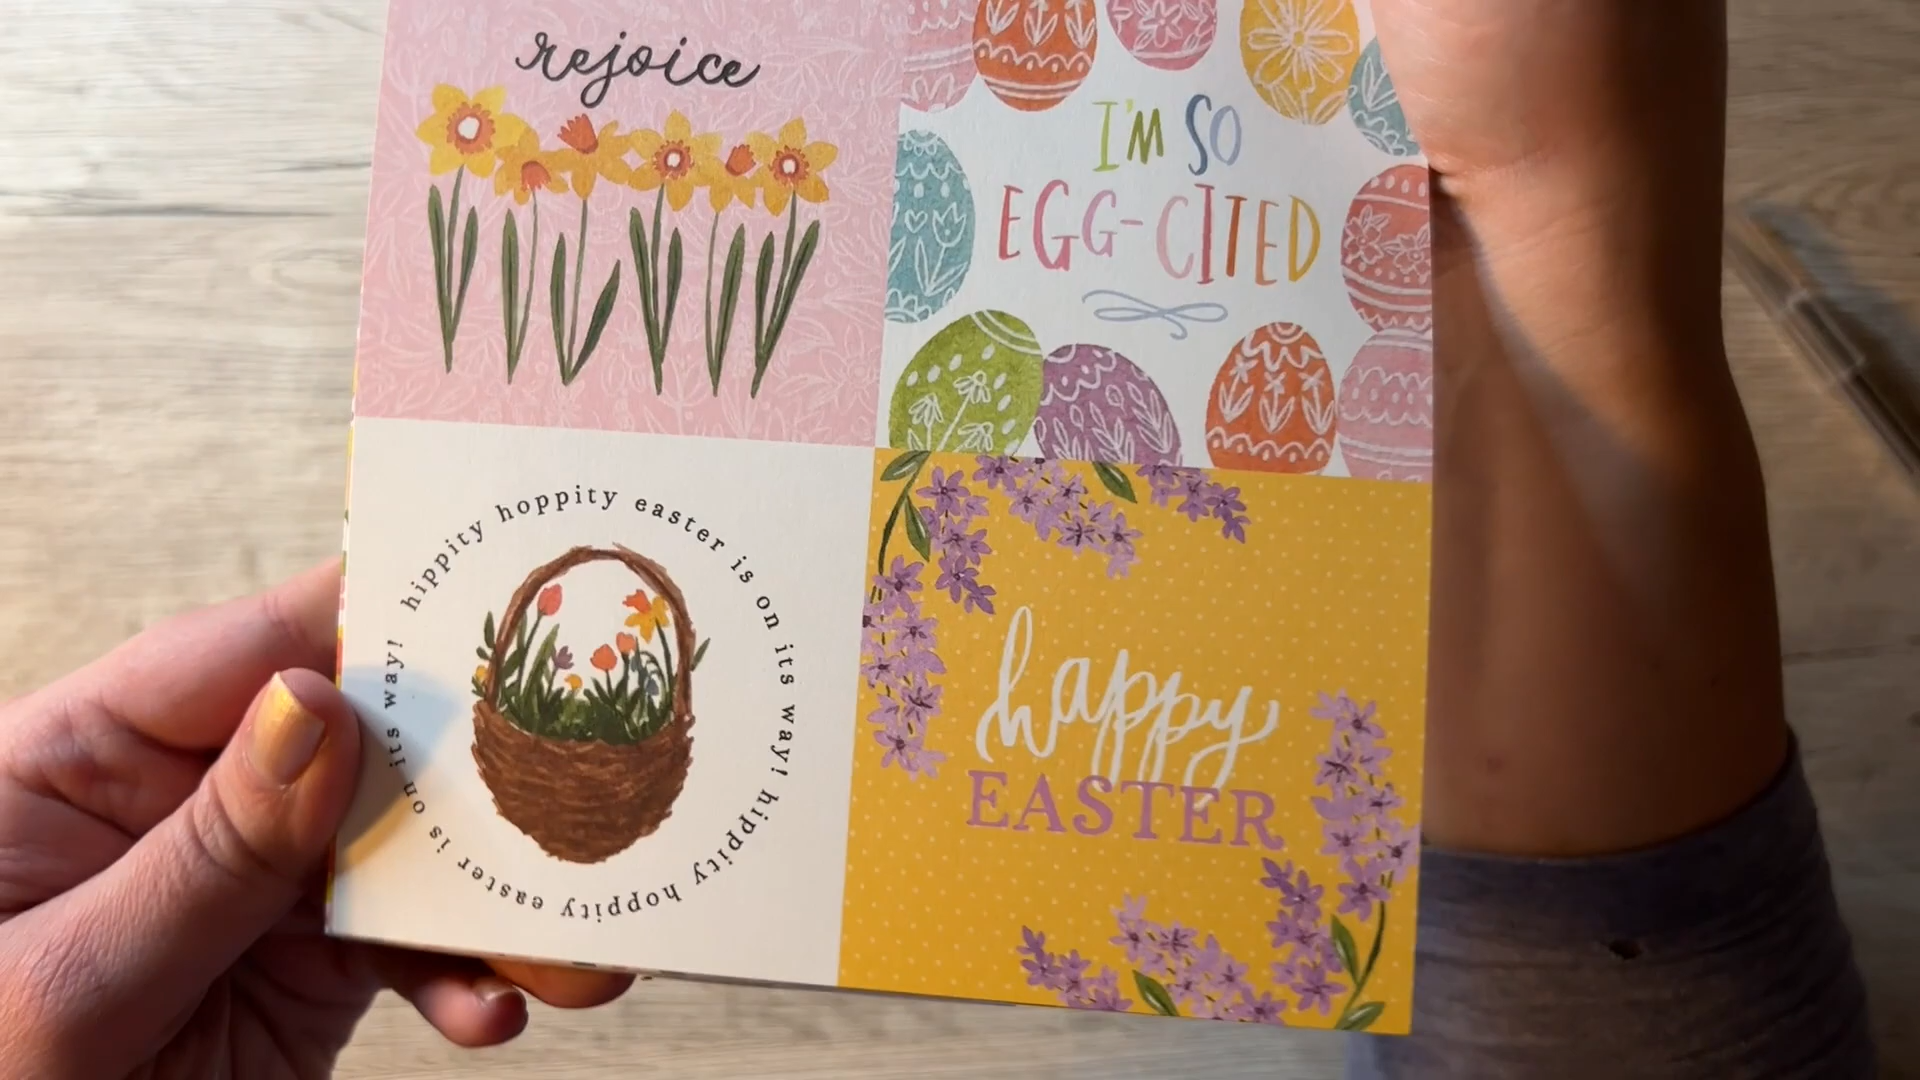 rejoice
I'M SO
EGG-CITED
hippity hoppity easter is on its way! hippity hoppity easter is on its way!
happy
EASTER